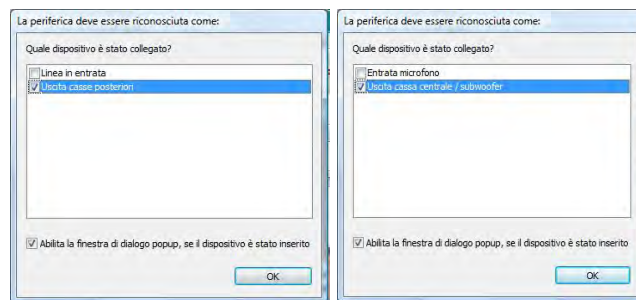 La periferica deve essere riconosciuta come:
Quale dispositivo è stato collegato?
Linea in entrata
Uscita casse posteriori
Abilita la finestra di dialogo popup, se il dispositivo è stato inserito
OK
La periferica deve essere riconosciuta come:
Quale dispositivo è stato collegato?
Entrata microfono
Uscita cassa centrale / subwoofer
Abilita la finestra di dialogo popup, se il dispositivo è stato inserito
OK